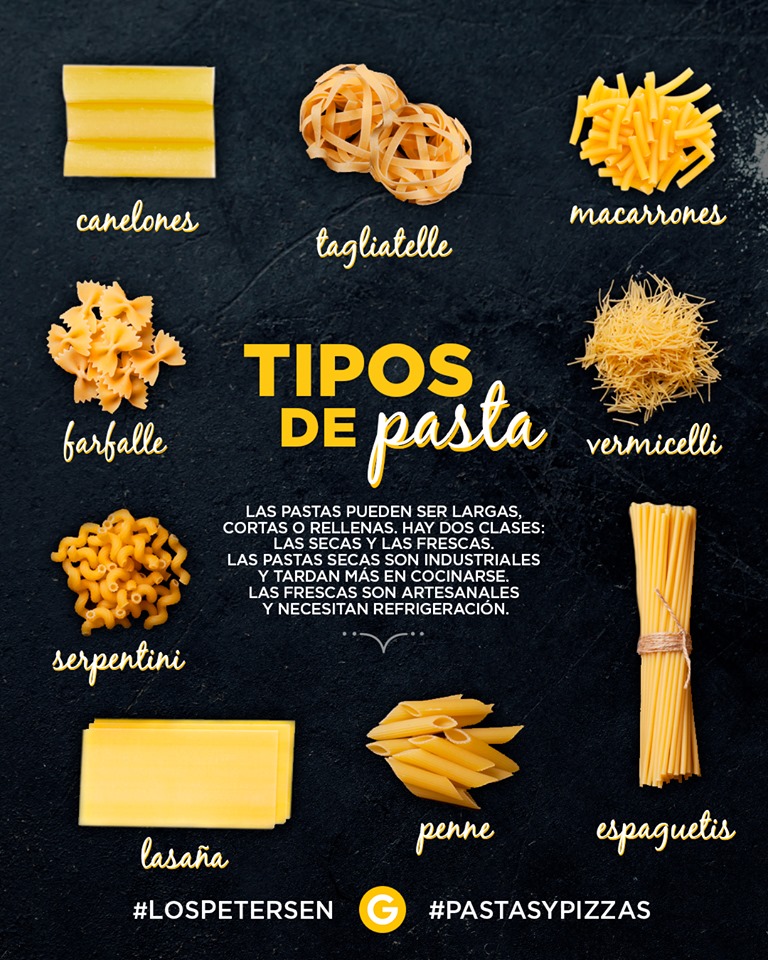 canelones
tagliatelle
macarrones
farfalle
TIPOS
DE pasta
vermicelli
LAS PASTAS PUEDEN SER LARGAS,
CORTAS O RELLENAS. HAY DOS CLASES:
LAS SECAS Y LAS FRESCAS.
LAS PASTAS SECAS SON INDUSTRIALES
Y TARDAN MÁS EN COCINARSE.
LAS FRESCAS SON ARTESANALES
Y NECESITAN REFRIGERACIÓN.
serpentini
lasaña
penne
espaguetis
#LOSPETERSEN G #PASTASYPIZZAS